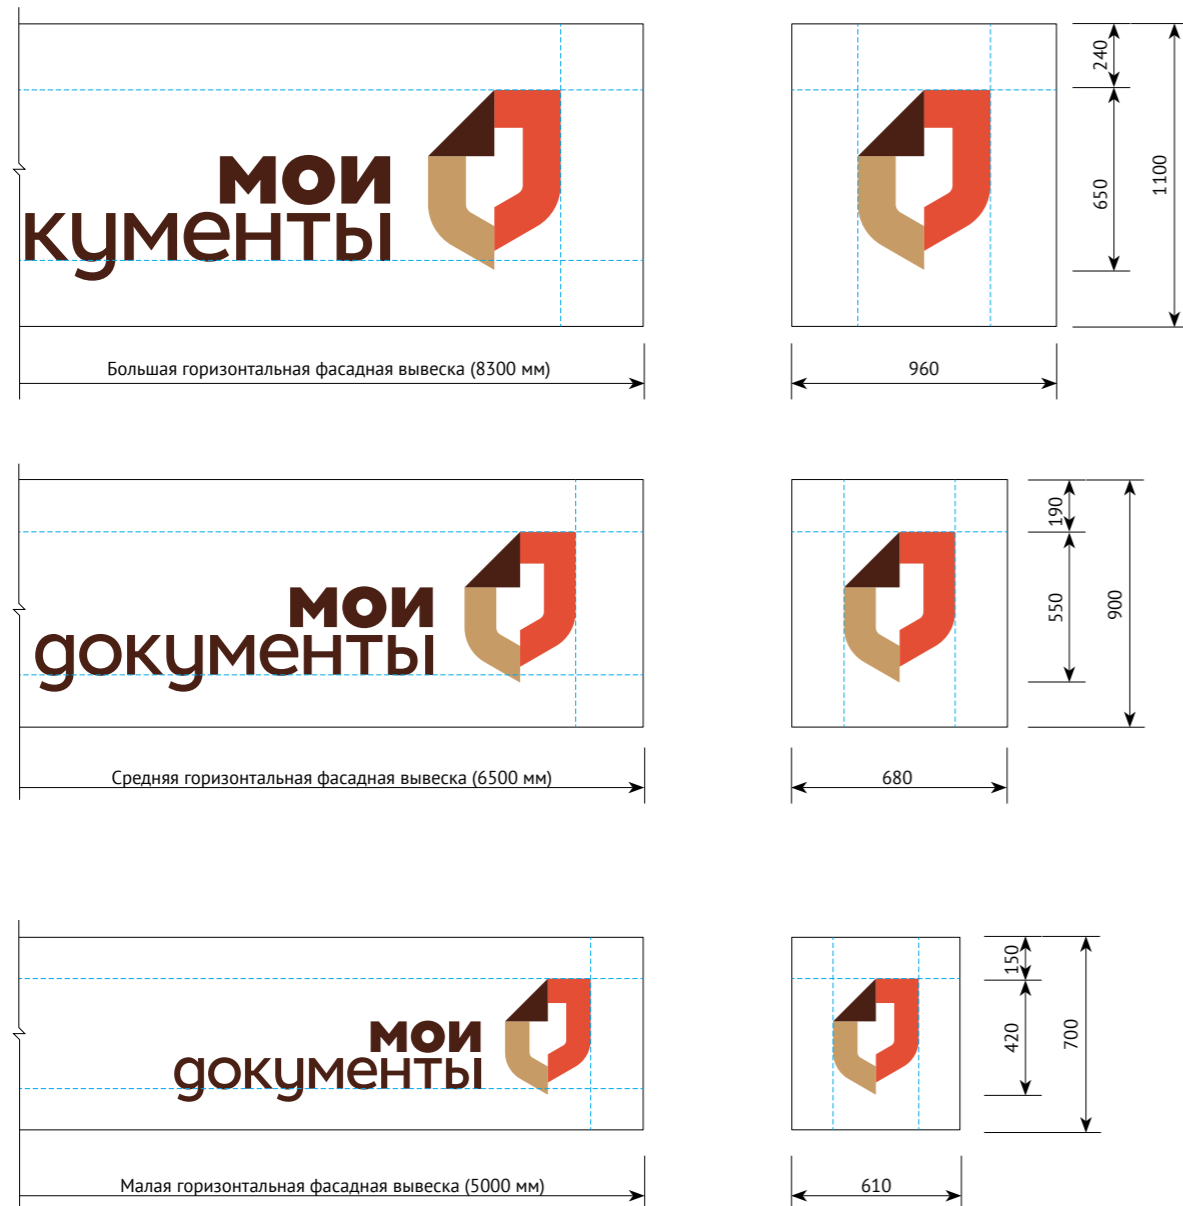 мои
кументы
240
650
1100
Большая горизонтальная фасадная вывеска (8300 мм)
960
мои
документы
190
550
900
Средняя горизонтальная фасадная вывеска (6500 мм)
680
мои
документы
150
420
700
Малая горизонтальная фасадная вывеска (5000 мм)
610